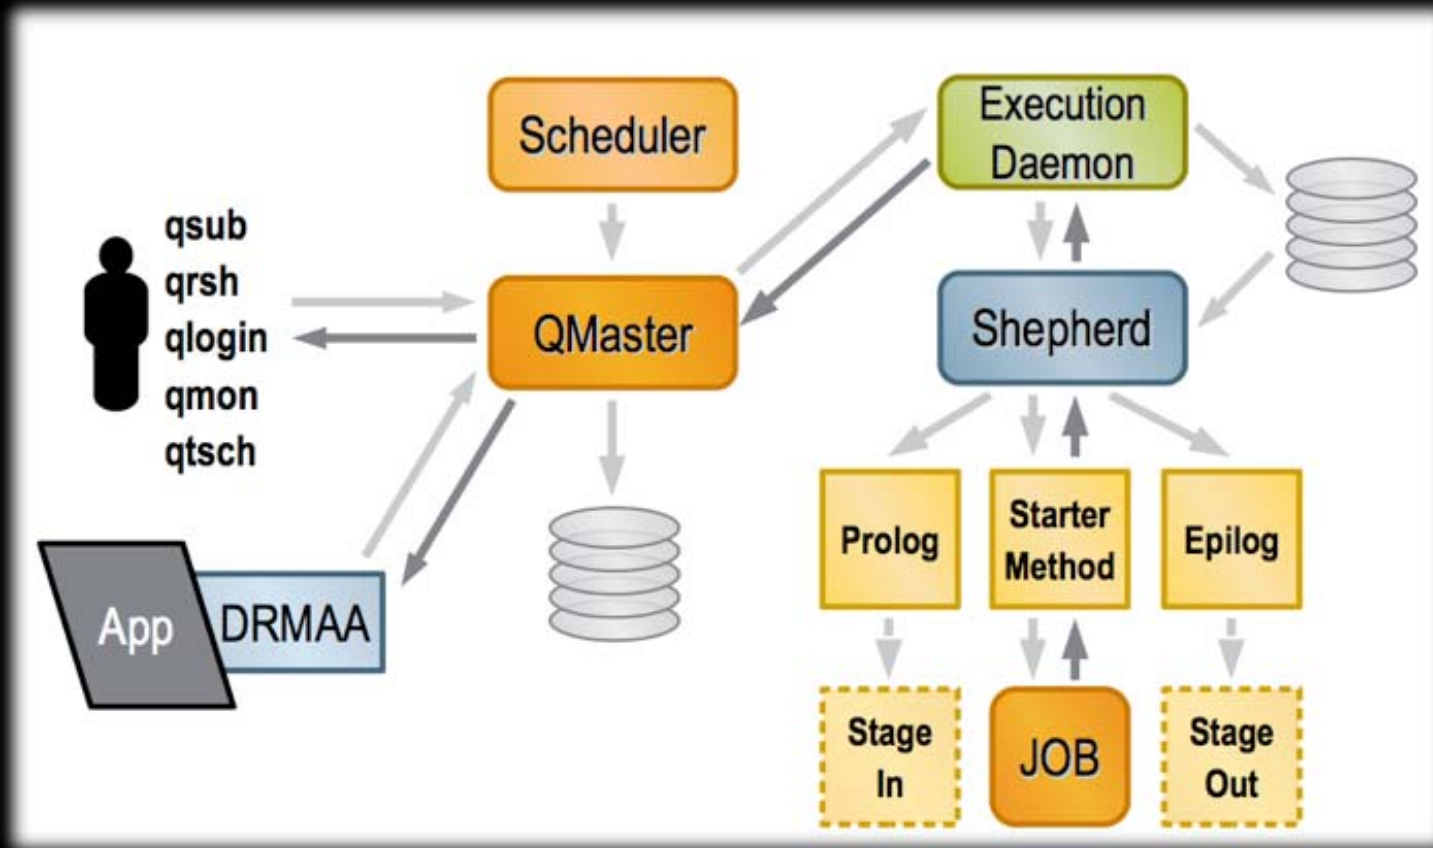 Scheduler
Execution
Daemon
qsub
qrsh
qlogin
qmon
qtsch
QMaster
Shepherd
App
DRMAA
Prolog
Starter
Method
Epilog
Stage
In
JOB
Stage
Out